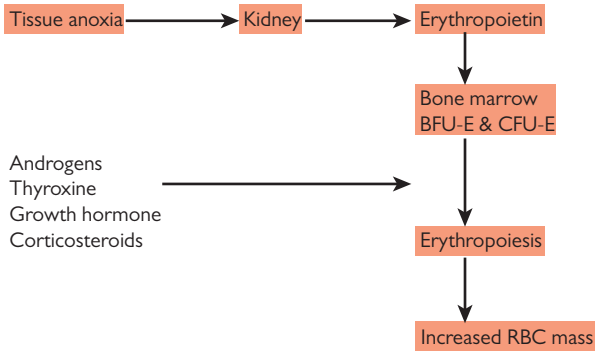 Tissue anoxia
Kidney
Erythropoietin
Bone marrow
BFU-E & CFU-E
Androgens
Thyroxine
Growth hormone
Corticosteroids
Erythropoiesis
Increased RBC mass